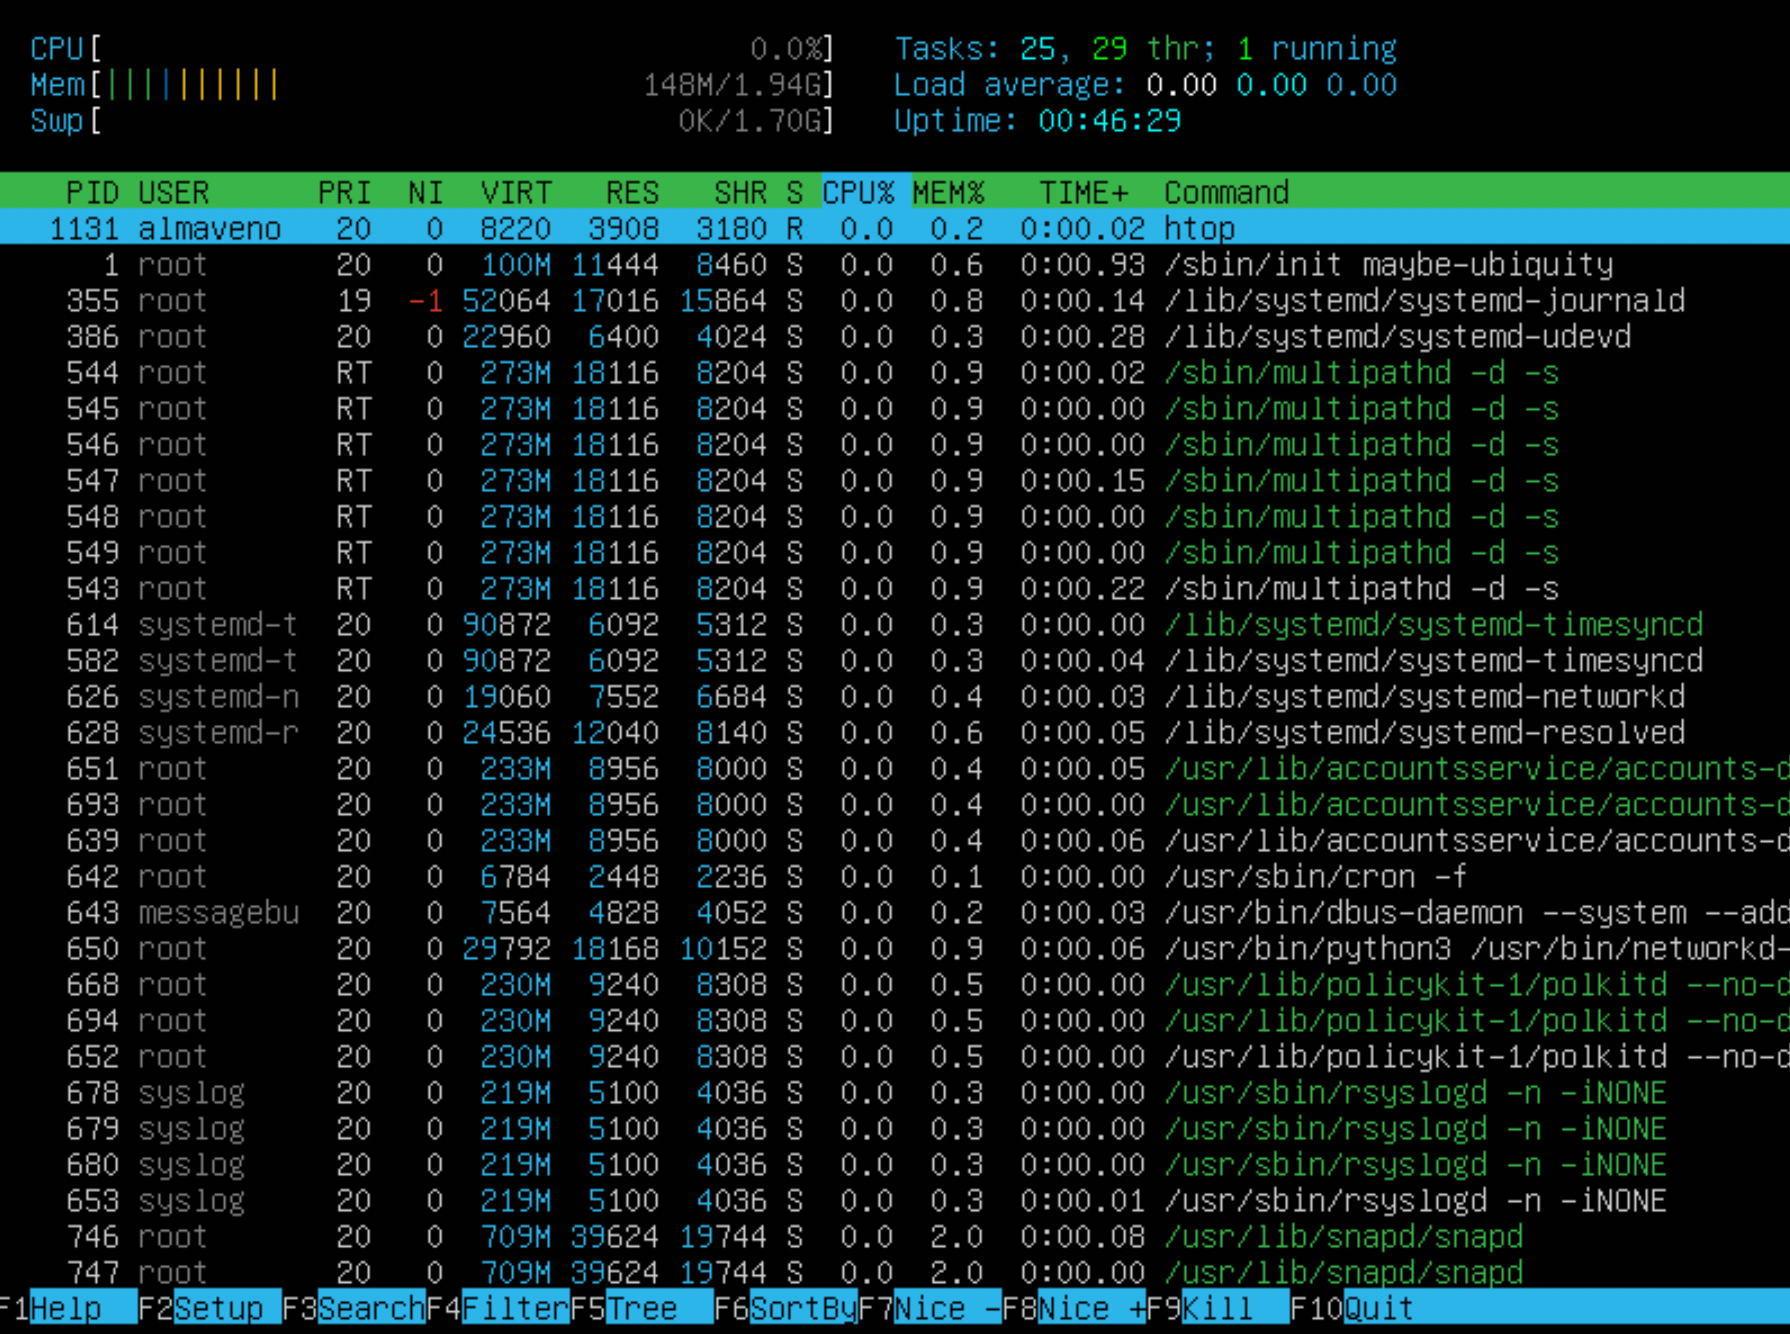 CPU[ 0.0%] Tasks: 25, 29 thr; 1 running
Mem[|||||||||| 148M/1.94G] Load average: 0.00 0.00 0.00
Swp[ 0K/1.70G] Uptime: 00:46:29
PID USER PRI NI VIRT RES SHR S CPU% MEM% TIME+ Command
1131 almaveno 20 0 8220 3908 3180 R 0.0 0.2 0:00.02 htop
1 root 20 0 100M 11444 8460 S 0.0 0.6 0:00.93 /sbin/init maybe-ubiquity
355 root 19 -1 52064 17016 15864 S 0.0 0.8 0:00.14 /lib/systemd/systemd-journald
386 root 20 0 22960 6400 4024 S 0.0 0.3 0:00.28 /lib/systemd/systemd-udevd
544 root RT 0 273M 18116 8204 S 0.0 0.9 0:00.02 /sbin/multipathd -d -s
545 root RT 0 273M 18116 8204 S 0.0 0.9 0:00.00 /sbin/multipathd -d -s
546 root RT 0 273M 18116 8204 S 0.0 0.9 0:00.00 /sbin/multipathd -d -s
547 root RT 0 273M 18116 8204 S 0.0 0.9 0:00.15 /sbin/multipathd -d -s
548 root RT 0 273M 18116 8204 S 0.0 0.9 0:00.00 /sbin/multipathd -d -s
549 root RT 0 273M 18116 8204 S 0.0 0.9 0:00.00 /sbin/multipathd -d -s
543 root RT 0 273M 18116 8204 S 0.0 0.9 0:00.22 /sbin/multipathd -d -s
614 systemd-t 20 0 90872 6092 5312 S 0.0 0.3 0:00.00 /lib/systemd/systemd-timesyncd
582 systemd-t 20 0 90872 6092 5312 S 0.0 0.3 0:00.04 /lib/systemd/systemd-timesyncd
626 systemd-n 20 0 19060 7552 6684 S 0.0 0.4 0:00.03 /lib/systemd/systemd-networkd
628 systemd-r 20 0 24536 12040 8140 S 0.0 0.6 0:00.05 /lib/systemd/systemd-resolved
651 root 20 0 233M 8956 8000 S 0.0 0.4 0:00.05 /usr/lib/accountsservice/accounts-d
693 root 20 0 233M 8956 8000 S 0.0 0.4 0:00.00 /usr/lib/accountsservice/accounts-d
639 root 20 0 233M 8956 8000 S 0.0 0.4 0:00.06 /usr/lib/accountsservice/accounts-d
642 root 20 0 6784 2448 2236 S 0.0 0.1 0:00.00 /usr/sbin/cron -f
643 messagebu 20 0 7564 4828 4052 S 0.0 0.2 0:00.03 /usr/bin/dbus-daemon --system --add
650 root 20 0 29792 18168 10152 S 0.0 0.9 0:00.06 /usr/bin/python3 /usr/bin/networkd-
668 root 20 0 230M 9240 8308 S 0.0 0.5 0:00.00 /usr/lib/policykit-1/polkitd --no-d
694 root 20 0 230M 9240 8308 S 0.0 0.5 0:00.00 /usr/lib/policykit-1/polkitd --no-d
652 root 20 0 230M 9240 8308 S 0.0 0.5 0:00.00 /usr/lib/policykit-1/polkitd --no-d
678 syslog 20 0 219M 5100 4036 S 0.0 0.3 0:00.00 /usr/sbin/rsyslogd -n -iNONE
679 syslog 20 0 219M 5100 4036 S 0.0 0.3 0:00.00 /usr/sbin/rsyslogd -n -iNONE
680 syslog 20 0 219M 5100 4036 S 0.0 0.3 0:00.00 /usr/sbin/rsyslogd -n -iNONE
653 syslog 20 0 219M 5100 4036 S 0.0 0.3 0:00.01 /usr/sbin/rsyslogd -n -iNONE
746 root 20 0 709M 39624 19744 S 0.0 2.0 0:00.08 /usr/lib/snapd/snapd
747 root 20 0 709M 39624 19744 S 0.0 2.0 0:00.00 /usr/lib/snapd/snapd
F1Help F2Setup F3SearchF4FilterF5Tree F6SortByF7Nice -F8Nice +F9Kill F10Quit